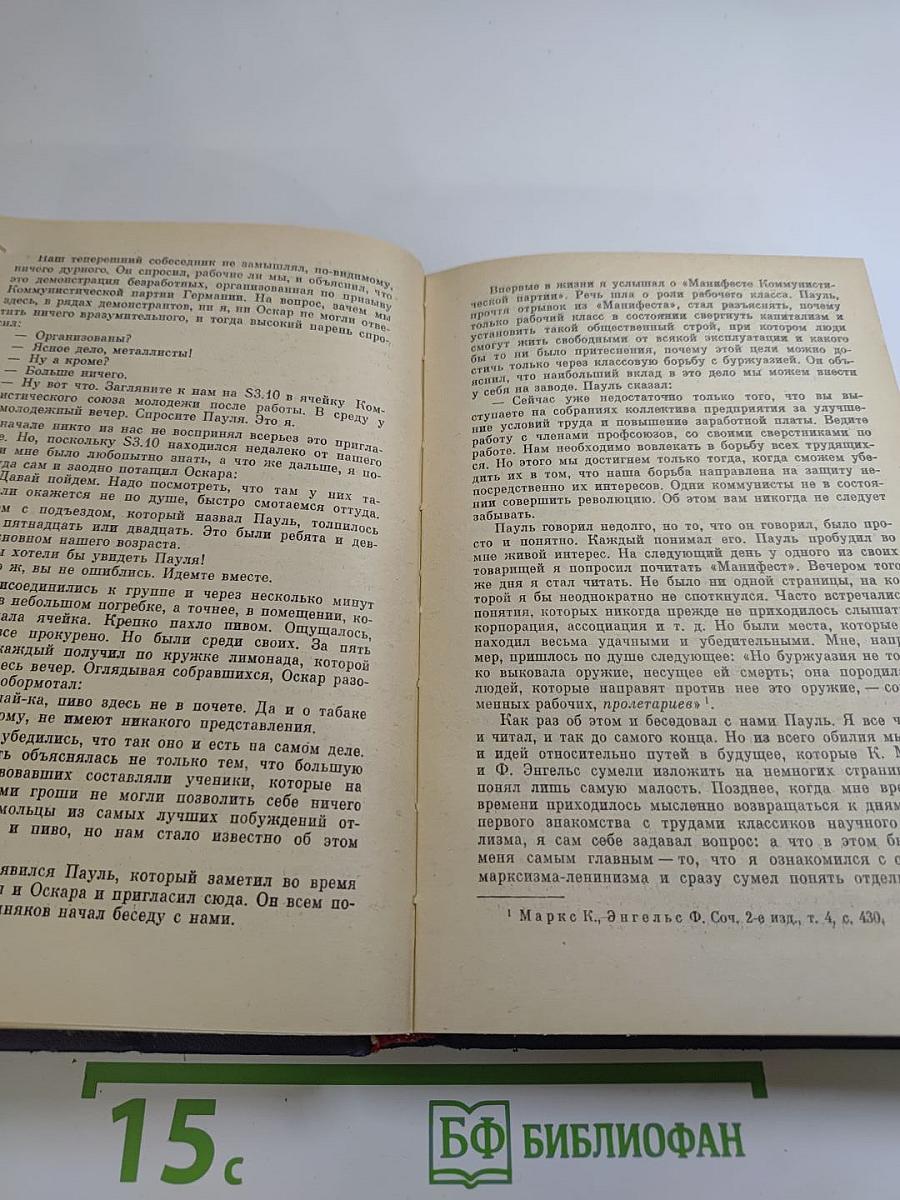 Наш теперешний собеседник не замышлял, по-видимому,
ничего дурного. Он спросил, рабочие ли мы, и объяснил, что
это демонстрация безработных, организованная по призыву
Коммунистической партии Германии. На вопрос, зачем мы
здесь, в рядах демонстрантов, ни я, ни Оскар не могли отве-
тить ничего вразумительного, и тогда высокий парень спро-
сил:
— Организованы?
— Ясное дело, металлисты!
— Ну а кроме?
— Больше ничего.
— Ну вот что. Загляните к нам на S3.10 в ячейку Ком-
истического союза молодежи после работы. В среду у
молодежный вечер. Спросите Пауля. Это я.
начале никто из нас не воспринял всерьез это пригла-
е. Но, поскольку S3.10 находился недалеко от нашего
и мне было любопытно знать, а что же дальше, я по-
да сам и заодно потащил Оскара:
Давай пойдем. Надо посмотреть, что там у них та-
ли окажется не по душе, быстро смотаемся оттуда.
м с подъездом, который назвал Пауль, толпилось
пятнадцать или двадцать. Это были ребята и дев-
сновном нашего возраста.
ы хотели бы увидеть Пауля!
о ж, вы не ошиблись. Идемте вместе.
исоединились к группе и через несколько минут
в небольшом погребке, а точнее, в помещении, ко-
ала ячейка. Крепко пахло пивом. Ощущалось,
все прокурено. Но были среди своих. За пять
каждый получил по кружке лимонада, которой
есь вечер. Оглядывая собравшихся, Оскар разо-
обормотал:
лай-ка, пиво здесь не в почете. Да и о табаке
ому, не имеют никакого представления.
убедились, что так оно и есть на самом деле.
ть объяснялась не только тем, что большую
вовавших составляли ученики, которые на
ми гроши не могли позволить себе ничего
мольцы из самых лучших побуждений от-
и пиво, но нам стало известно об этом
явился Пауль, который заметил во время
и Оскара и пригласил сюда. Он всем по-
няков начал беседу с нами.
Впервые в жизни я услышал о «Манифесте Коммунисти-
ческой партии». Речь шла о роли рабочего класса. Пауль,
прочтя отрывок из «Манифеста», стал разъяснять, почему
только рабочий класс в состоянии свергнуть капитализм и
установить такой общественный строй, при котором люди
смогут жить свободными от всякой эксплуатации и какого
бы то ни было притеснения, почему этой цели можно до-
стичь только через классовую борьбу с буржуазией. Он объ-
яснил, что наибольший вклад в это дело мы можем внести
у себя на заводе. Пауль сказал:
— Сейчас уже недостаточно только того, что вы вы-
ступаете на собраниях коллектива предприятия за улучше-
ние условий труда и повышение заработной платы. Ведите
работу с членами профсоюзов, со своими сверстниками по
работе. Нам необходимо вовлекать в борьбу всех трудящих-
ся. Но этого мы достигнем только тогда, когда сможем убе-
дить их в том, что наша борьба направлена на защиту не-
посредственно их интересов. Одни коммунисты не в состоя-
нии совершить революцию. Об этом вам никогда не следует
забывать.
Пауль говорил недолго, но то, что он говорил, было про-
сто и понятно. Каждый понимал его. Пауль пробудил во
мне живой интерес. На следующий день у одного из своих
товарищей я попросил почитать «Манифест». Вечером того
же дня я стал читать. Не было ни одной страницы, на ко-
торой я бы неоднократно не споткнулся. Часто встречались
понятия, которых никогда прежде не приходилось слышать
корпорация, ассоциация и т. д. Но были места, которые
находил весьма удачными и убедительными. Мне, напр
мер, пришлось по душе следующее: «Но буржуазия не то
ко выковала оружие, несущее ей смерть; она породил
людей, которые направят против нее это оружие, — со
менных рабочих, пролетариев» ¹.
Как раз об этом и беседовал с нами Пауль. Я все ч
и читал, и так до самого конца. Но из всего обилия мы
и идей относительно путей в будущее, которые К. М
и Ф. Энгельс сумели изложить на немногих страни
понял лишь самую малость. Позднее, когда мне вре
времени приходилось мысленно возвращаться к дням
первого знакомства с трудами классиков научного
лизма, я сам себе задавал вопрос: а что в этом бы
меня самым главным — то, что я ознакомился с о
марксизма-ленинизма и сразу сумел понять отдель
¹ Маркс К., Энгельс Ф. Соч. 2-е изд., т. 4, с. 430.
15 с
БФ БИБЛИОФАН